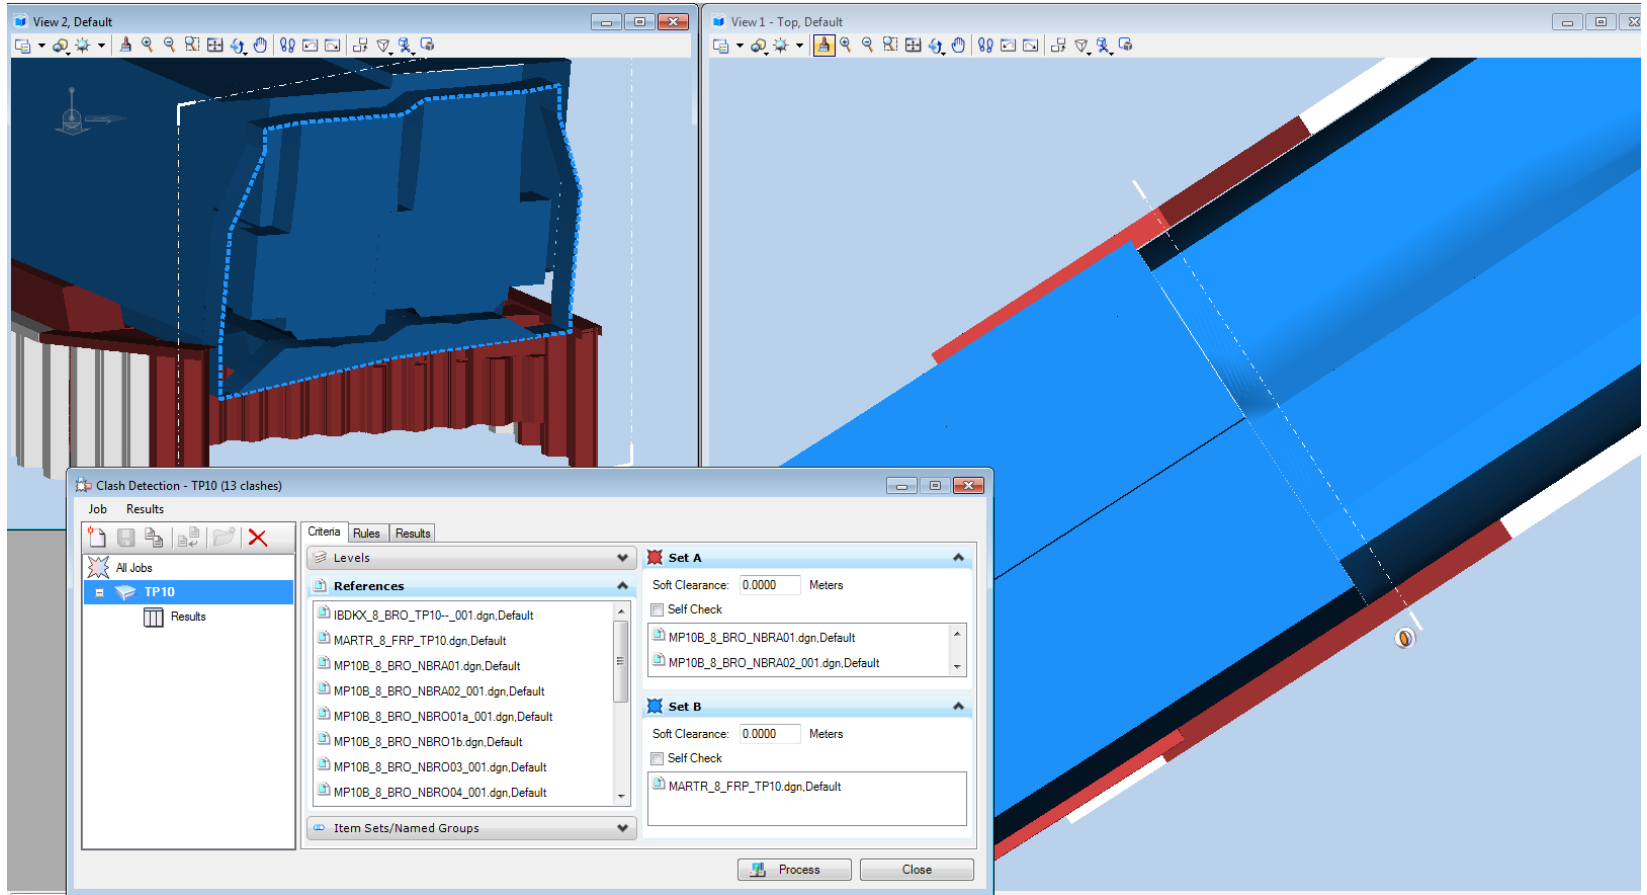 View 2, Default
View 1 - Top, Default
Clash Detection - TP10 (13 clashes)
Job Results
All Jobs
TP10
Results
Criteria Rules Results
Levels
References
IBDKX_8_BRO_TP10--_001.dgn,Default
MARTR_8_FRP_TP10.dgn,Default
MP10B_8_BRO_NBRA01.dgn,Default
MP10B_8_BRO_NBRA02_001.dgn,Default
MP10B_8_BRO_NBRO01a_001.dgn,Default
MP10B_8_BRO_NBRO1b.dgn,Default
MP10B_8_BRO_NBRO03_001.dgn,Default
MP10B_8_BRO_NBRO04_001.dgn,Default
Item Sets/Named Groups
Set A
Soft Clearance: 0.0000 Meters
Self Check
MP10B_8_BRO_NBRA01.dgn,Default
MP10B_8_BRO_NBRA02_001.dgn,Default
Set B
Soft Clearance: 0.0000 Meters
Self Check
MARTR_8_FRP_TP10.dgn,Default
Process Close